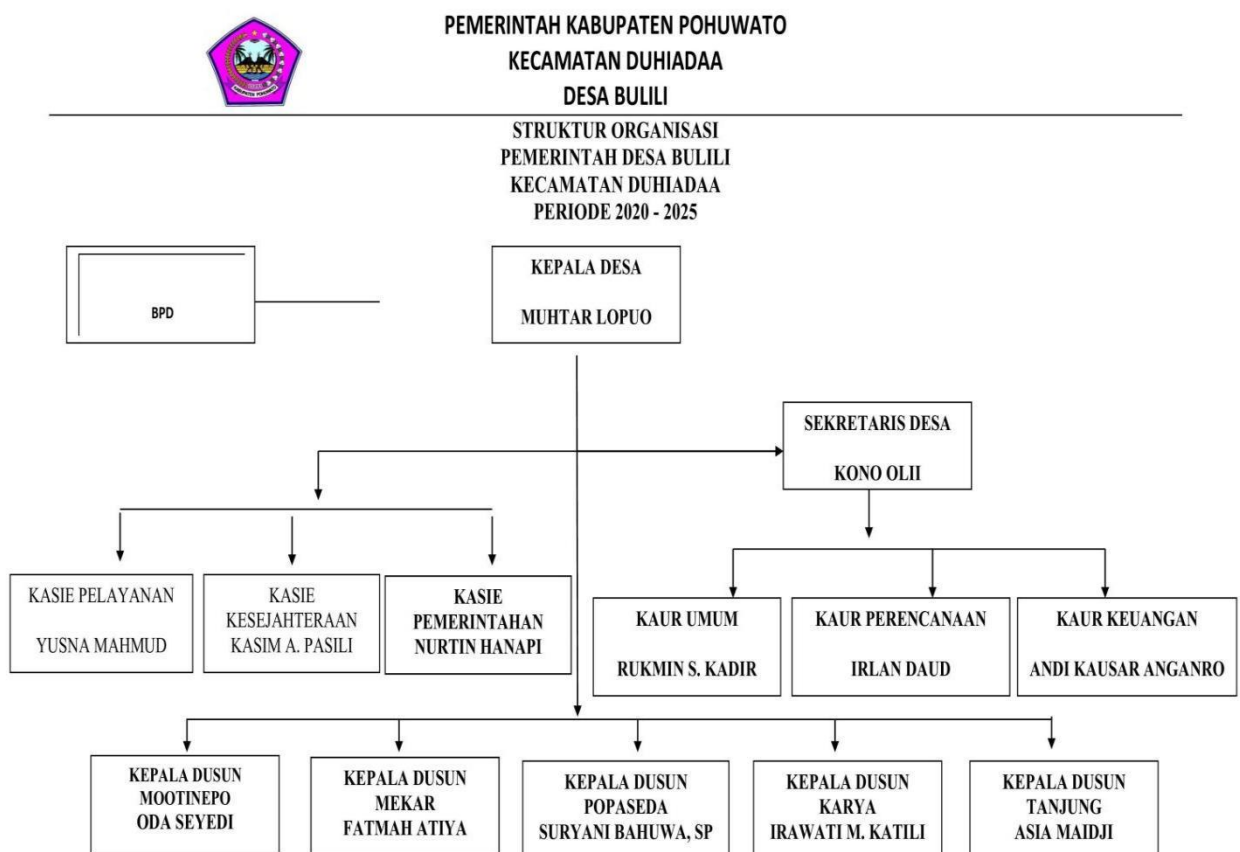 PEMERINTAH KABUPATEN POHUWATO
KECAMATAN DUHIADAA
DESA BULILI
STRUKTUR ORGANISASI
PEMERINTAH DESA BULILI
KECAMATAN DUHIADAA
PERIODE 2020 - 2025
BPD
KEPALA DESA
MUHTAR LOPUO
SEKRETARIS DESA
KONO OLII
KASIE PELAYANAN
YUSNA MAHMUD
KASIE
KESEJAHTERAAN
KASIM A. PASILI
KASIE
PEMERINTAHAN
NURTIN HANAPI
KAUR UMUM
RUKMIN S. KADIR
KAUR PERENCANAAN
IRLAN DAUD
KAUR KEUANGAN
ANDI KAUSAR ANGANRO
KEPALA DUSUN
MOOTINEPO
ODA SEYEDI
KEPALA DUSUN
MEKAR
FATMAH ATIYA
KEPALA DUSUN
POPASEDA
SURYANI BAHUWA, SP
KEPALA DUSUN
KARYA
IRAWATI M. KATILI
KEPALA DUSUN
TANJUNG
ASIA MAIDJI